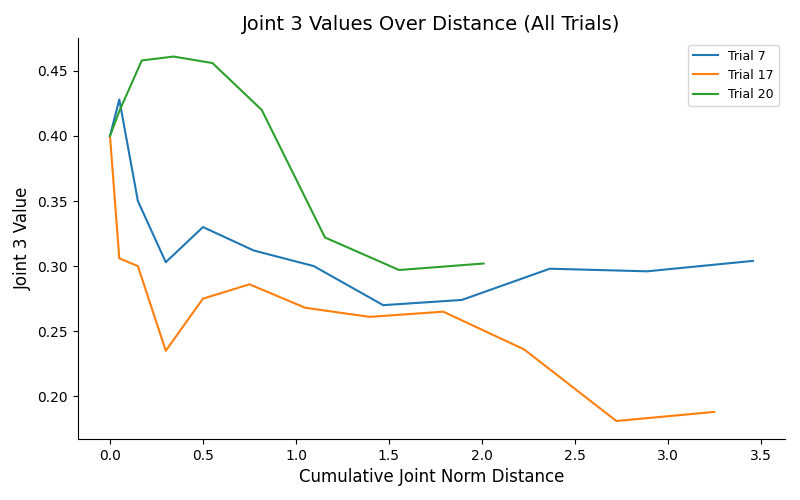 Joint 3 Values Over Distance (All Trials)
Trial 7
Trial 17
Trial 20
Joint 3 Value
0.45
0.40
0.35
0.30
0.25
0.20
0.0 0.5 1.0 1.5 2.0 2.5 3.0 3.5
Cumulative Joint Norm Distance